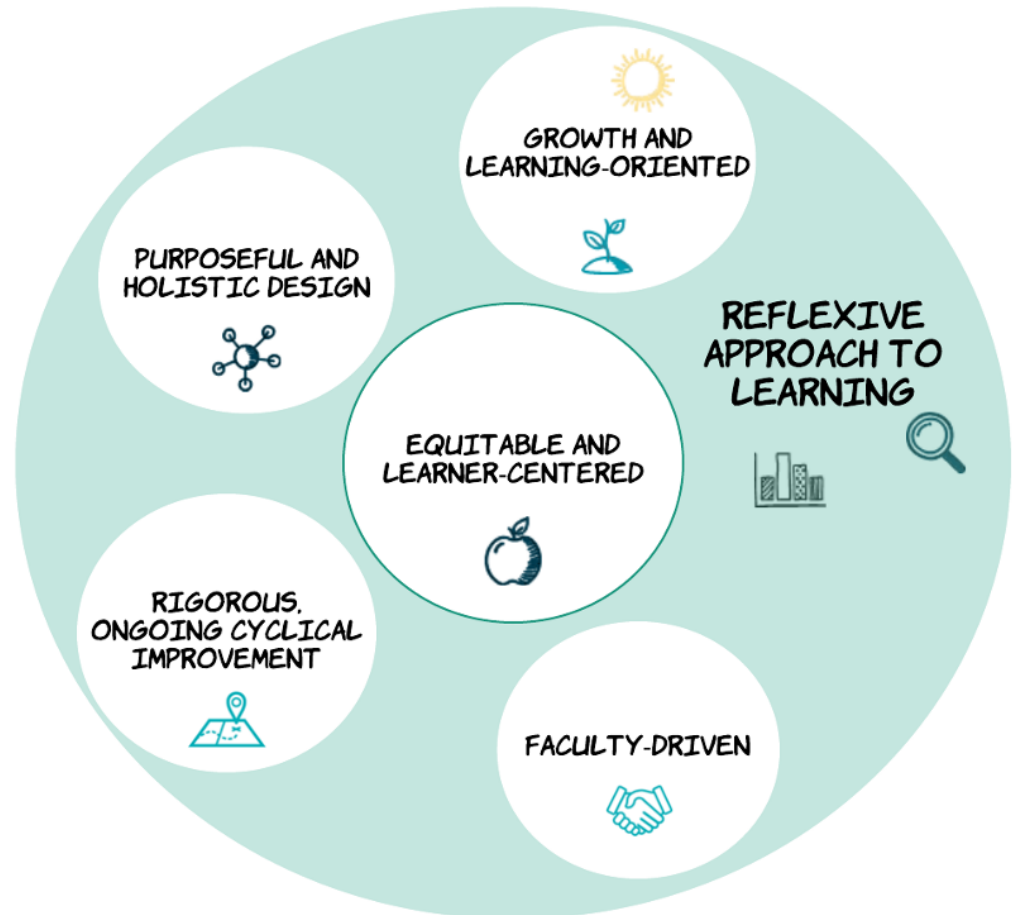 GROWTH AND
LEARNING-ORIENTED
PURPOSEFUL AND
HOLISTIC DESIGN
REFLEXIVE
APPROACH TO
LEARNING
EQUITABLE AND
LEARNER-CENTERED
RIGOROUS,
ONGOING CYCLICAL
IMPROVEMENT
FACULTY-DRIVEN